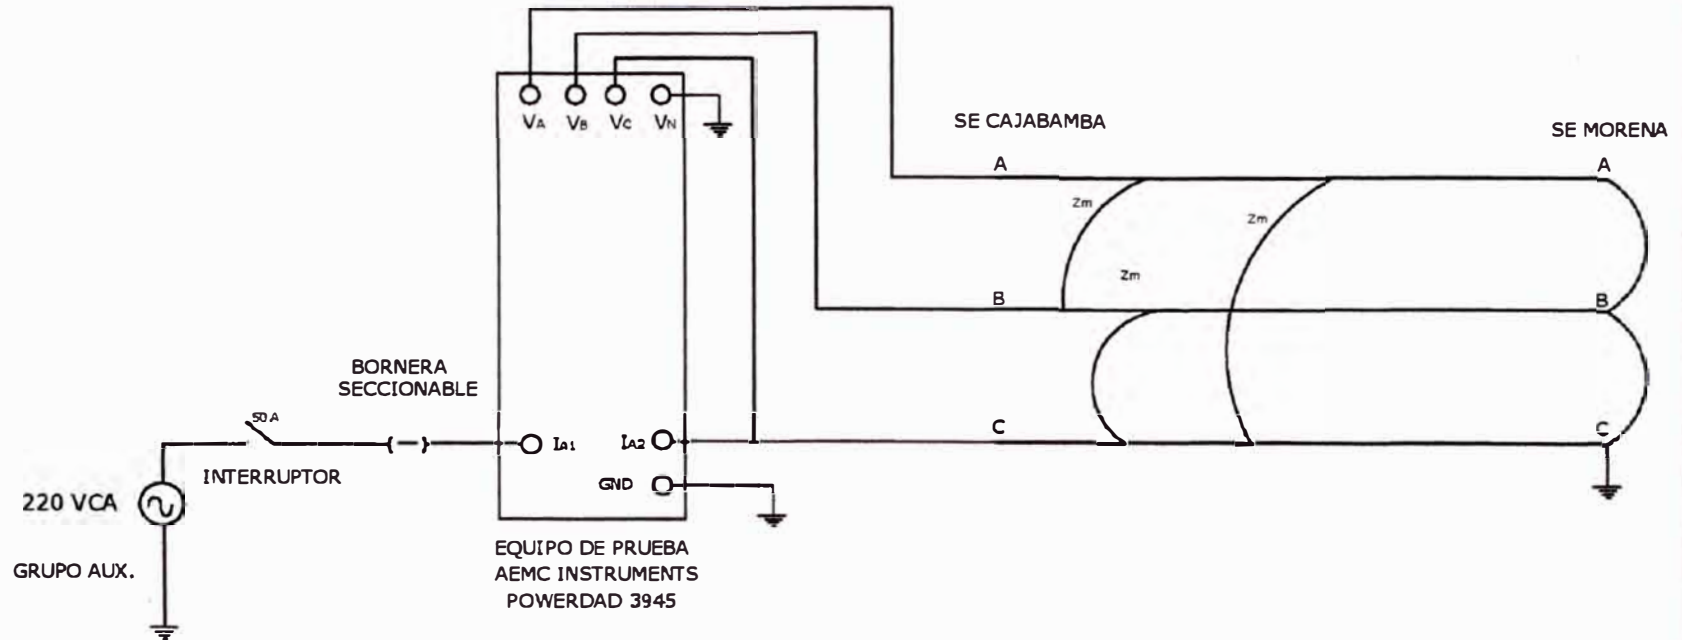 VA VB VC VN
SE CAJABAMBA
SE MORENA
A
A
Zm
Zm
Zm
B
B
BORNERA
SECCIONABLE
50 A
C
C
IA1
IA2
INTERRUPTOR
GND
220 VCA
EQUIPO DE PRUEBA
AEMC INSTRUMENTS
POWERDAD 3945
GRUPO AUX.